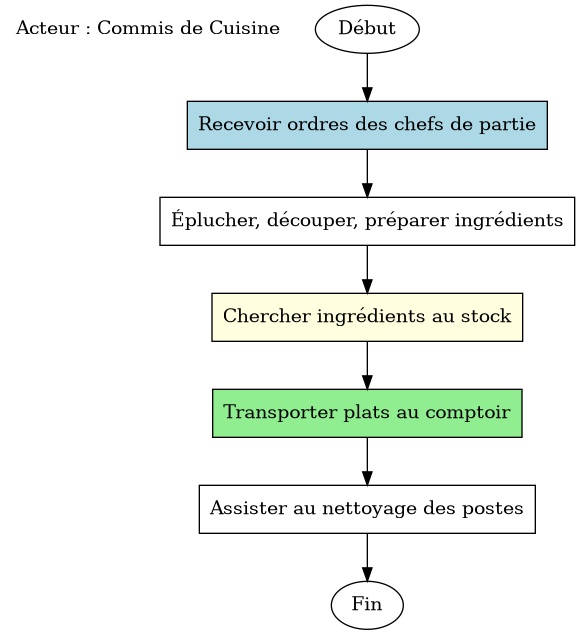 Acteur : Commis de Cuisine
Début
Recevoir ordres des chefs de partie
Éplucher, découper, préparer ingrédients
Chercher ingrédients au stock
Transporter plats au comptoir
Assister au nettoyage des postes
Fin